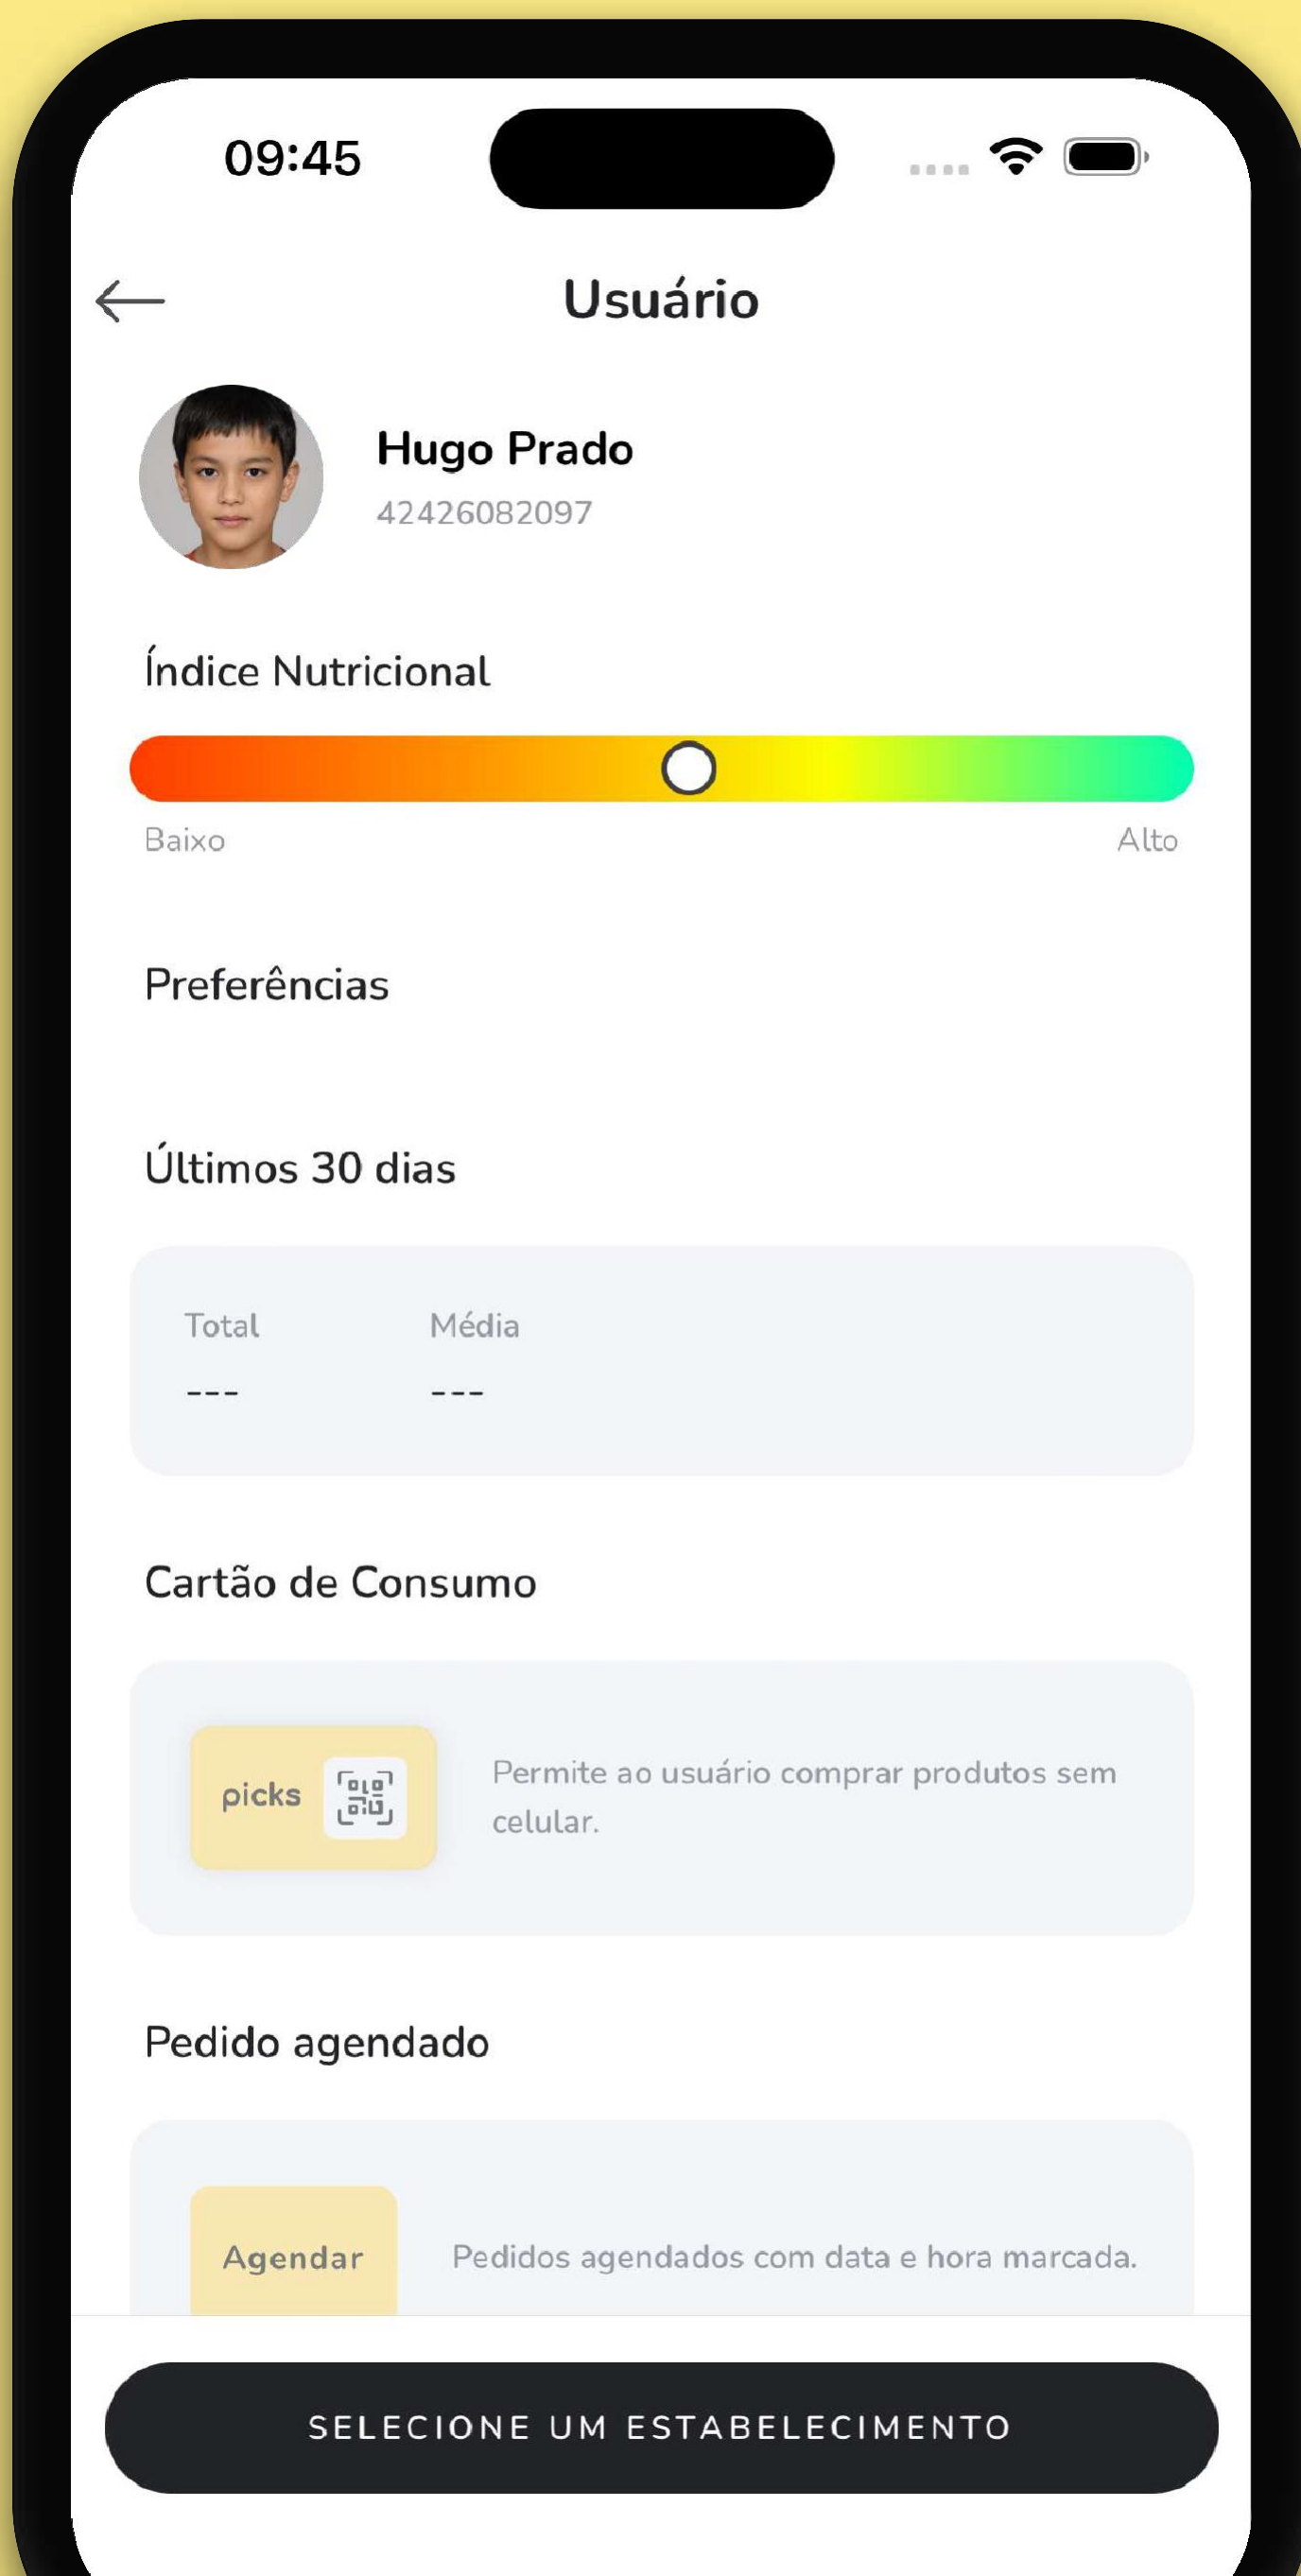 09:45
Usuário
Hugo Prado
42426082097
Índice Nutricional
Baixo
Alto
Preferências
Últimos 30 dias
Total
Média
---
---
Cartão de Consumo
picks
Permite ao usuário comprar produtos sem
celular.
Pedido agendado
Agendar
Pedidos agendados com data e hora marcada.
SELECIONE UM ESTABELECIMENTO